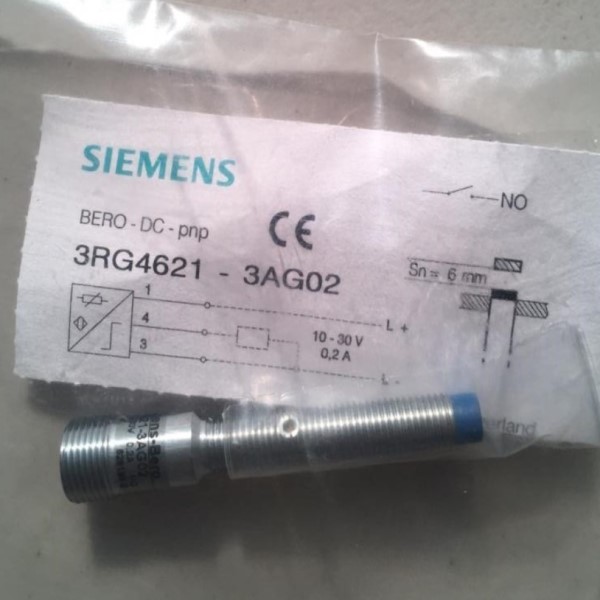 SIEMENS
NO
BERO - DC - pnp CE
3RG4621 - 3AG02
Sn = 6 mm
1
L +
4
10 - 30 V
0,2 A
3
L -